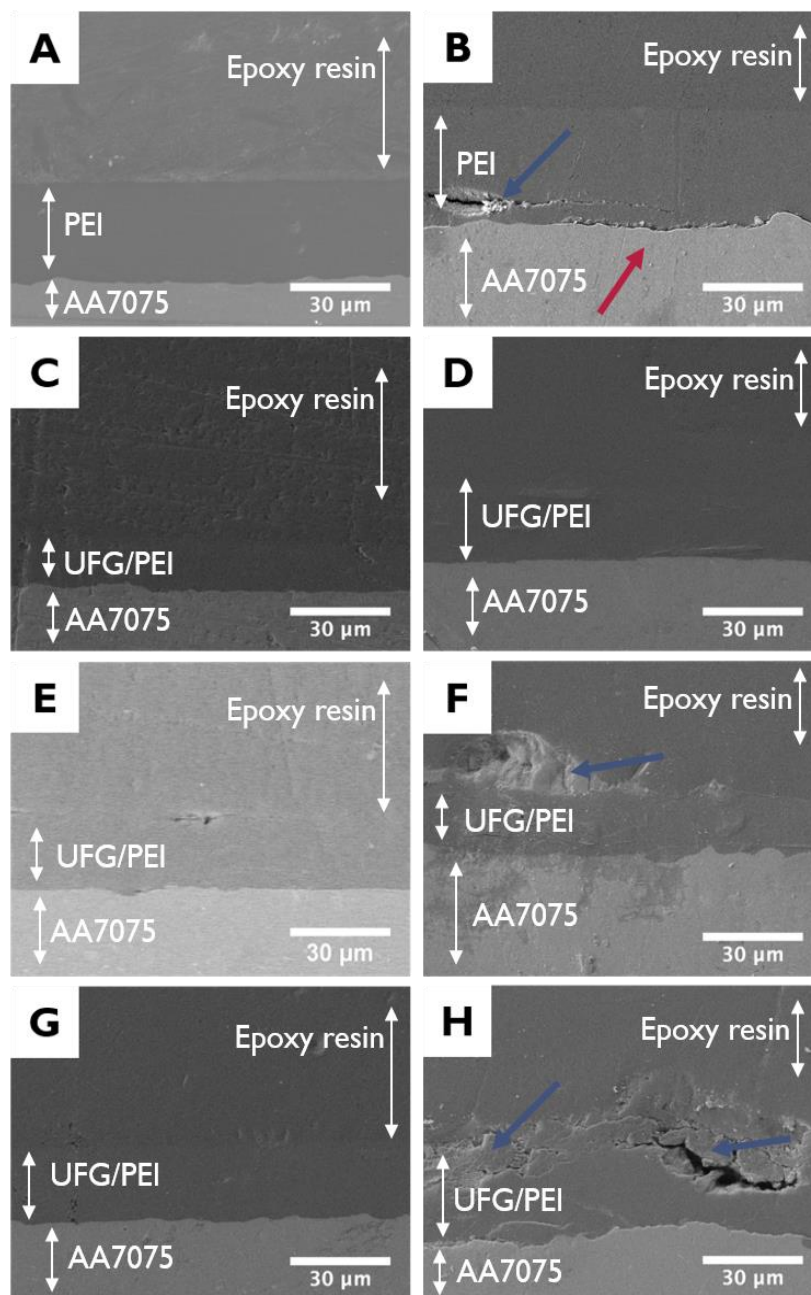 A
Epoxy resin
PEI
AA7075
30 μm
B
Epoxy resin
PEI
AA7075
30 μm
C
Epoxy resin
UFG/PEI
AA7075
30 μm
D
Epoxy resin
UFG/PEI
AA7075
30 μm
E
Epoxy resin
UFG/PEI
AA7075
30 μm
F
Epoxy resin
UFG/PEI
AA7075
30 μm
G
Epoxy resin
UFG/PEI
AA7075
30 μm
H
Epoxy resin
UFG/PEI
AA7075
30 μm